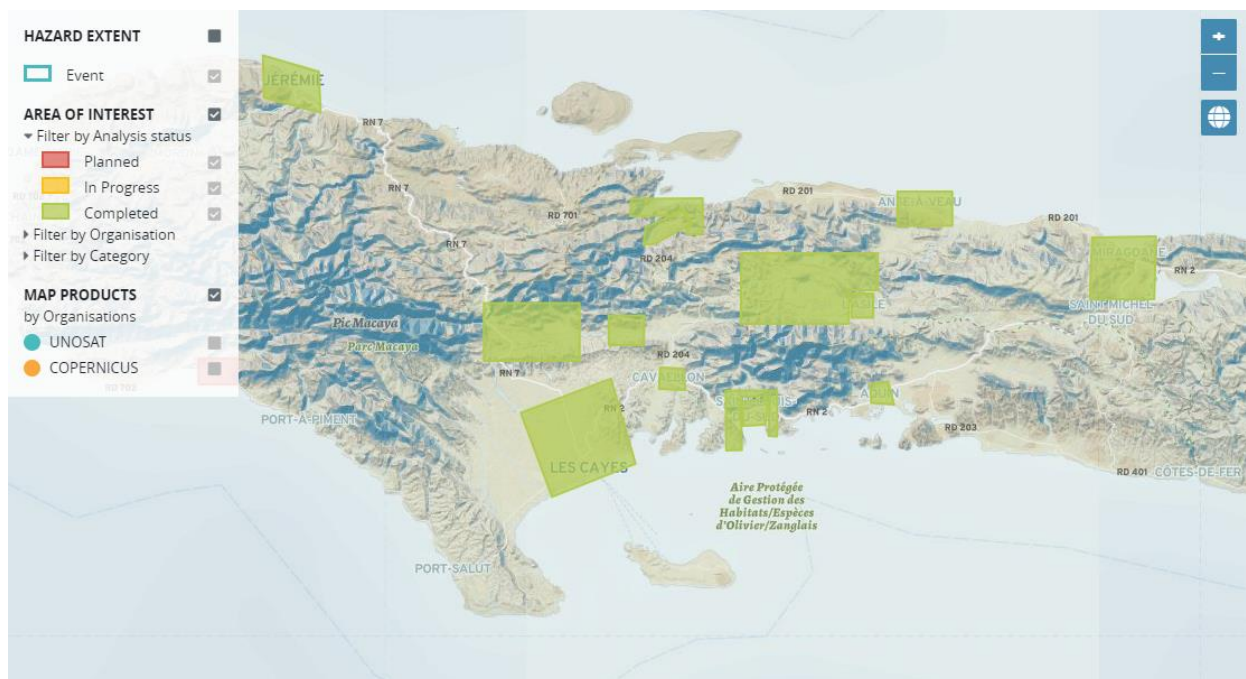 HAZARD EXTENT
Event
AREA OF INTEREST
Filter by Analysis status
Planned
In Progress
Completed
Filter by Organisation
Filter by Category
MAP PRODUCTS
by Organisations
UNOSAT
COPERNICUS
JÉRÉMIE
RN 7
RN 7
RD 201
RD 701
RD 201
RN 7
RD 204
RN 2
SAINT MICHEL
DU SUD
Pic Macaya
Parc Macaya
RD 204
RN 7
CAVAILLON
RN 2
RN 2
AQUIN
PORT-À-PIMENT
RD 203
LES CAYES
RD 401
CÔTES-DE-FER
Aire Protégée
de Gestion des
Habitats/Espèces
d'Olivier/Zanglais
PORT-SALUT